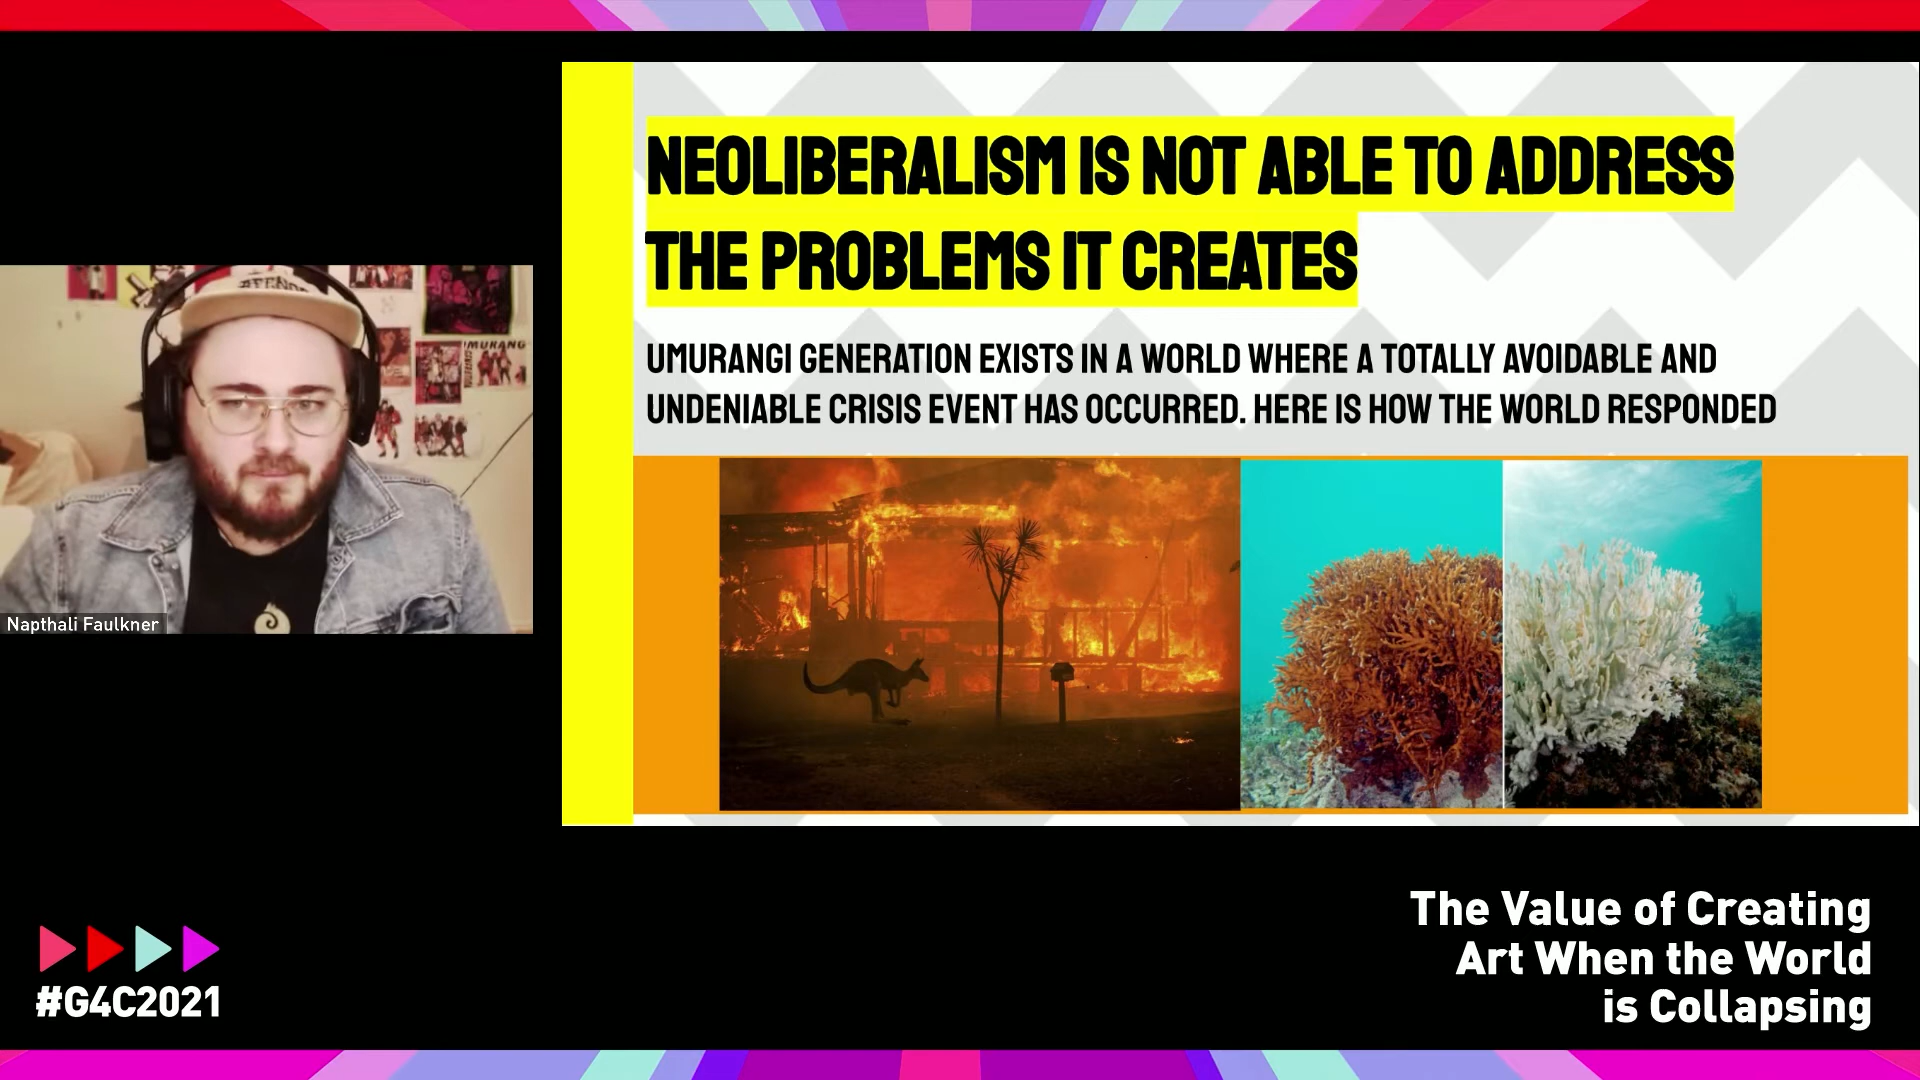 NEOLIBERALISM IS NOT ABLE TO ADDRESS
THE PROBLEMS IT CREATES
UMURANGI GENERATION EXISTS IN A WORLD WHERE A TOTALLY AVOIDABLE AND
UNDENIABLE CRISIS EVENT HAS OCCURRED. HERE IS HOW THE WORLD RESPONDED
UMURANGI
Napthali Faulkner
The Value of Creating
Art When the World
is Collapsing
#G4C2021